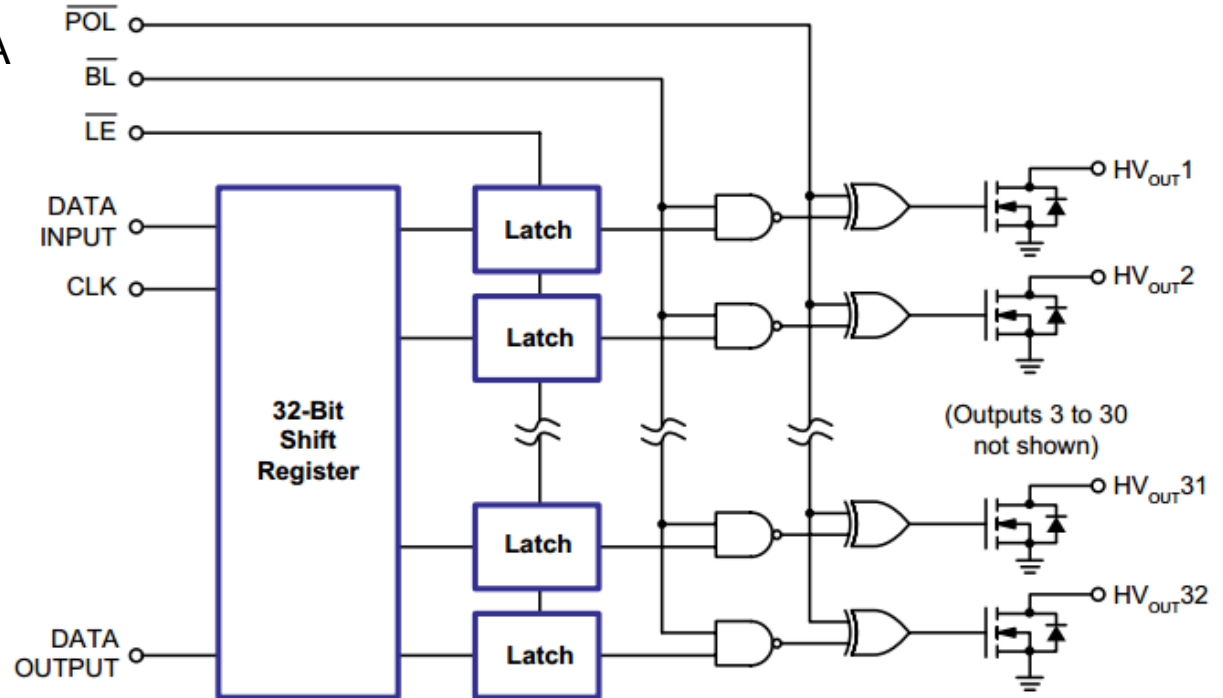 POL
A
BL
LE
DATA
INPUT
CLK
32-Bit
Shift
Register
DATA
OUTPUT
Latch
Latch
Latch
Latch
HVOUT1
HVOUT2
(Outputs 3 to 30
not shown)
HVOUT31
HVOUT32